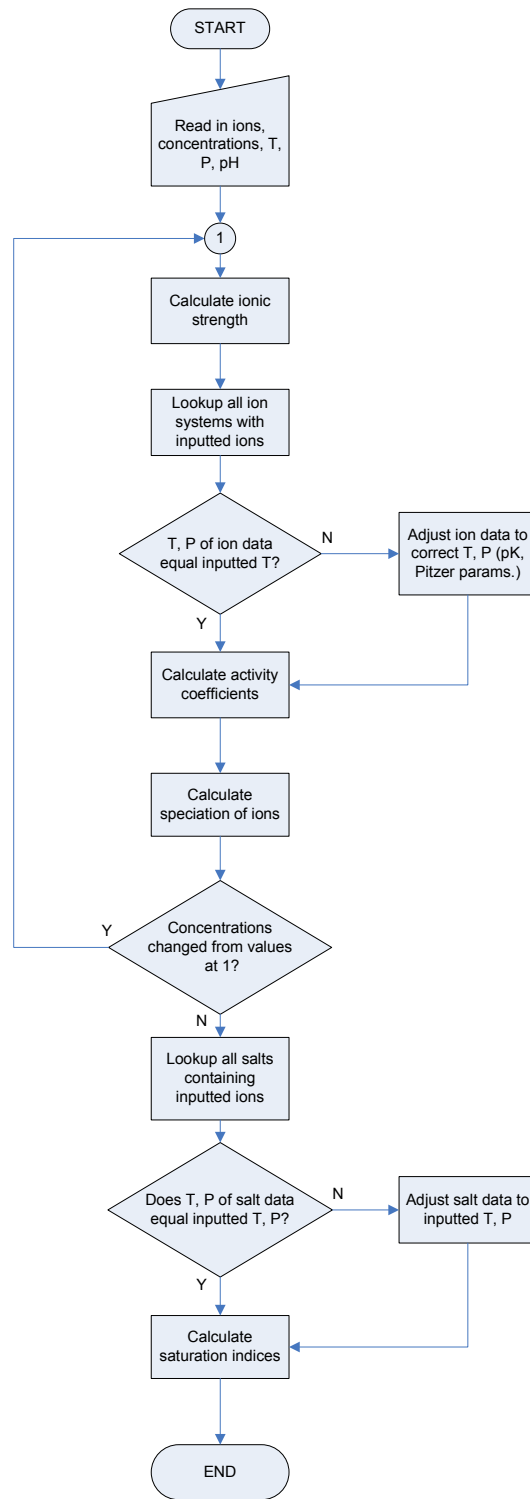 START
Read in ions,
concentrations, T,
P, pH
1
Calculate ionic
strength
Lookup all ion
systems with
inputted ions
T, P of ion data
equal inputted T?
N
Adjust ion data to
correct T, P (pK,
Pitzer params.)
Y
Calculate activity
coefficients
Calculate
speciation of ions
Y
Concentrations
changed from values
at 1?
N
Lookup all salts
containing
inputted ions
Does T, P of salt data
equal inputted T, P?
N
Adjust salt data to
inputted T, P
Y
Calculate
saturation indices
END